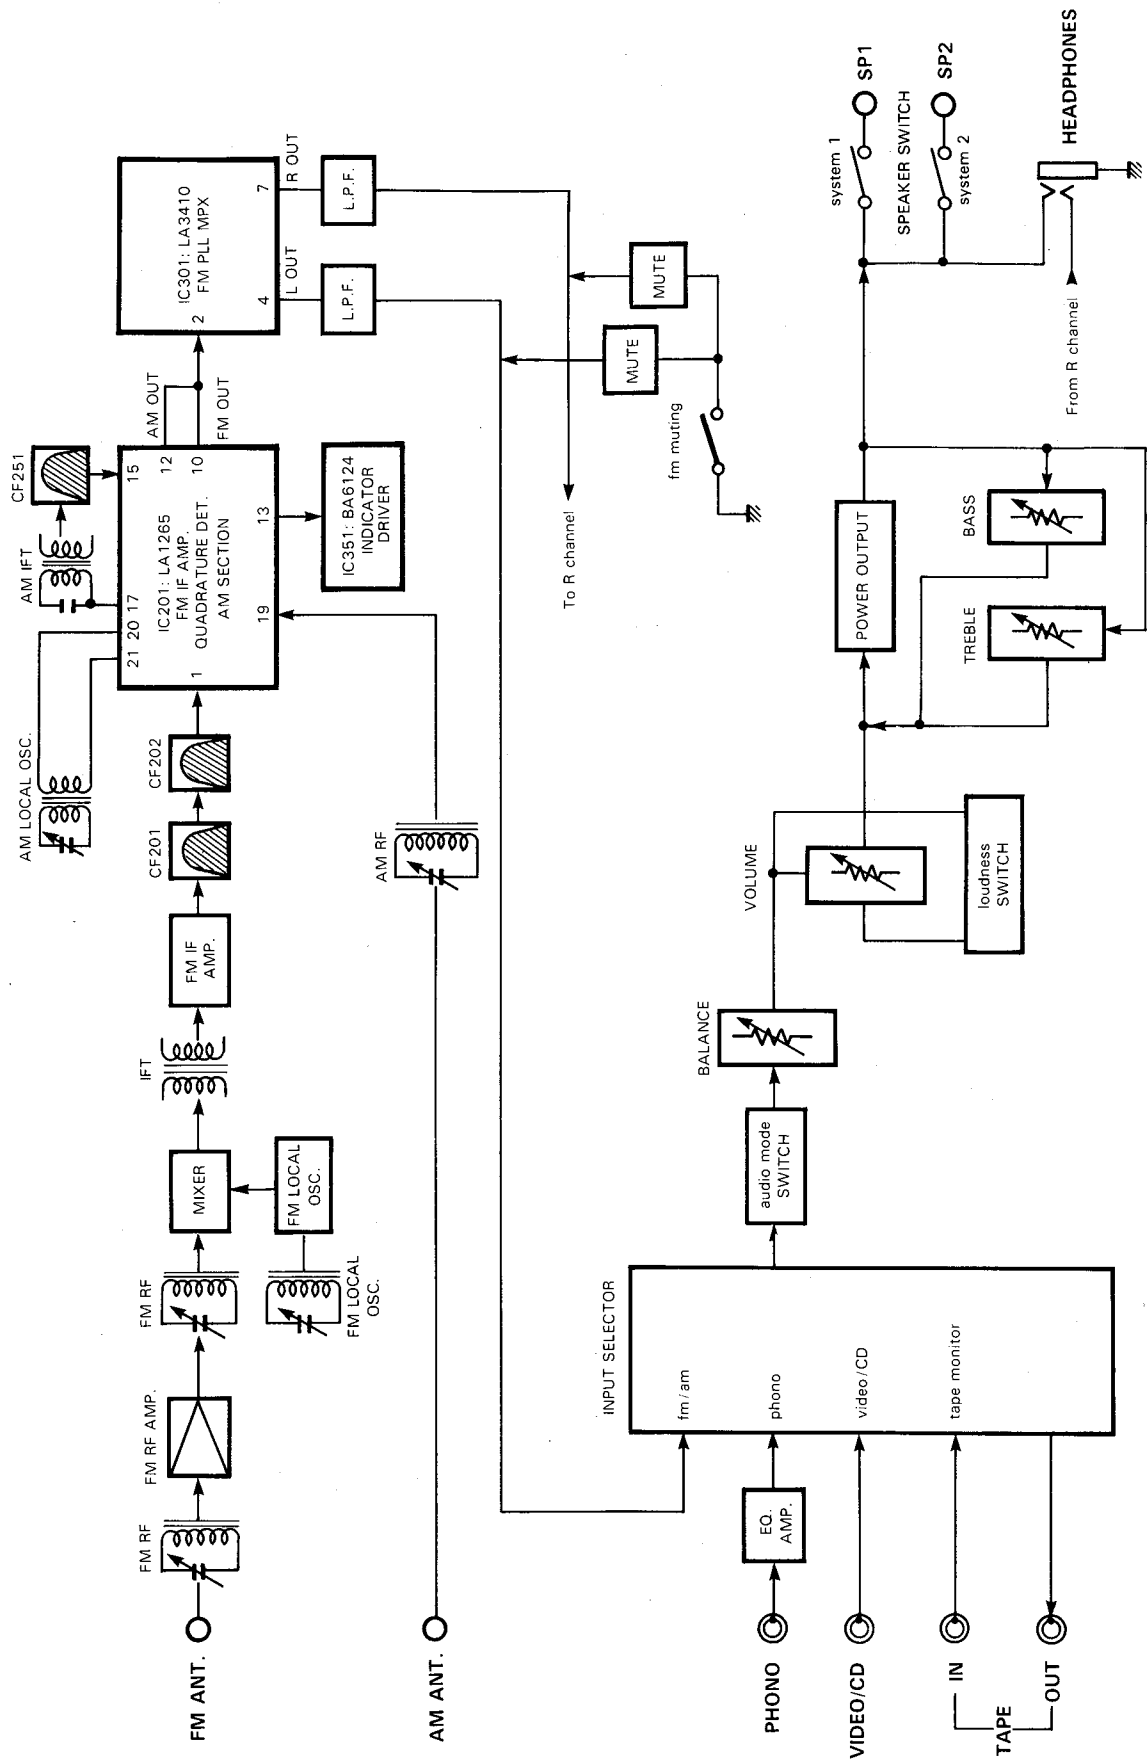 FM ANT.
FM RF
FM RF AMP.
FM RF
MIXER
FM LOCAL
OSC.
FM LOCAL
OSC.
IFT
FM IF
AMP.
CF201
CF202
AM LOCAL OSC.
AM IFT
CF251
21
20
17
15
1
IC201: LA1265
FM IF AMP.
QUADRATURE DET.
AM SECTION
12
10
19
13
AM OUT
FM OUT
IC351: BA6124
INDICATOR
DRIVER
2
IC301: LA3410
FM PLL MPX
4
7
L OUT
R OUT
L.P.F.
L.P.F.
AM ANT.
AM RF
To R channel
MUTE
MUTE
fm muting
INPUT SELECTOR
fm/am
phono
video/CD
tape monitor
PHONO
EQ.
AMP.
VIDEO/CD
TAPE
IN
OUT
audio mode
SWITCH
BALANCE
VOLUME
loudness
SWITCH
POWER OUTPUT
TREBLE
BASS
system 1
SP1
SPEAKER SWITCH
system 2
SP2
From R channel
HEADPHONES